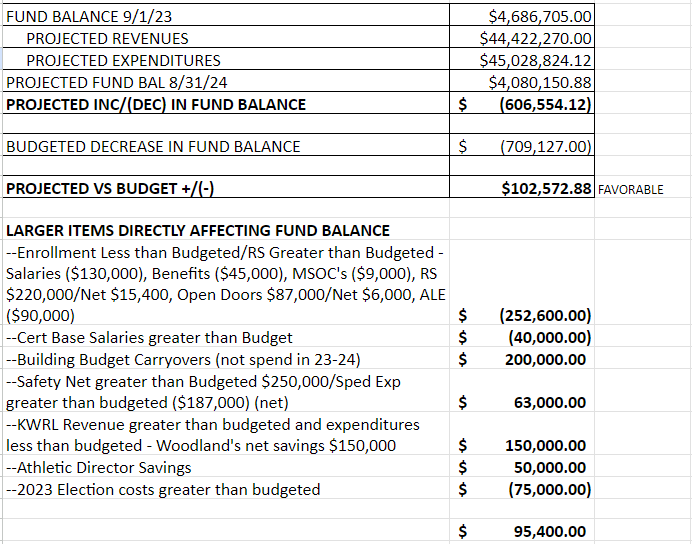 FUND BALANCE 9/1/23 $4,686,705.00
PROJECTED REVENUES $44,422,270.00
PROJECTED EXPENDITURES $45,028,824.12
PROJECTED FUND BAL 8/31/24 $4,080,150.88
PROJECTED INC/(DEC) IN FUND BALANCE $ (606,554.12)
BUDGETED DECREASE IN FUND BALANCE $ (709,127.00)
PROJECTED VS BUDGET +/(-) $102,572.88 FAVORABLE
LARGER ITEMS DIRECTLY AFFECTING FUND BALANCE
--Enrollment Less than Budgeted/RS Greater than Budgeted -
Salaries ($130,000), Benefits ($45,000), MSOC's ($9,000), RS
$220,000/Net $15,400, Open Doors $87,000/Net $6,000, ALE
($90,000) $ (252,600.00)
--Cert Base Salaries greater than Budget $ (40,000.00)
--Building Budget Carryovers (not spend in 23-24) $ 200,000.00
--Safety Net greater than Budgeted $250,000/Sped Exp
greater than budgeted ($187,000) (net) $ 63,000.00
--KWRL Revenue greater than budgeted and expenditures
less than budgeted - Woodland's net savings $150,000 $ 150,000.00
--Athletic Director Savings $ 50,000.00
--2023 Election costs greater than budgeted $ (75,000.00)
$ 95,400.00